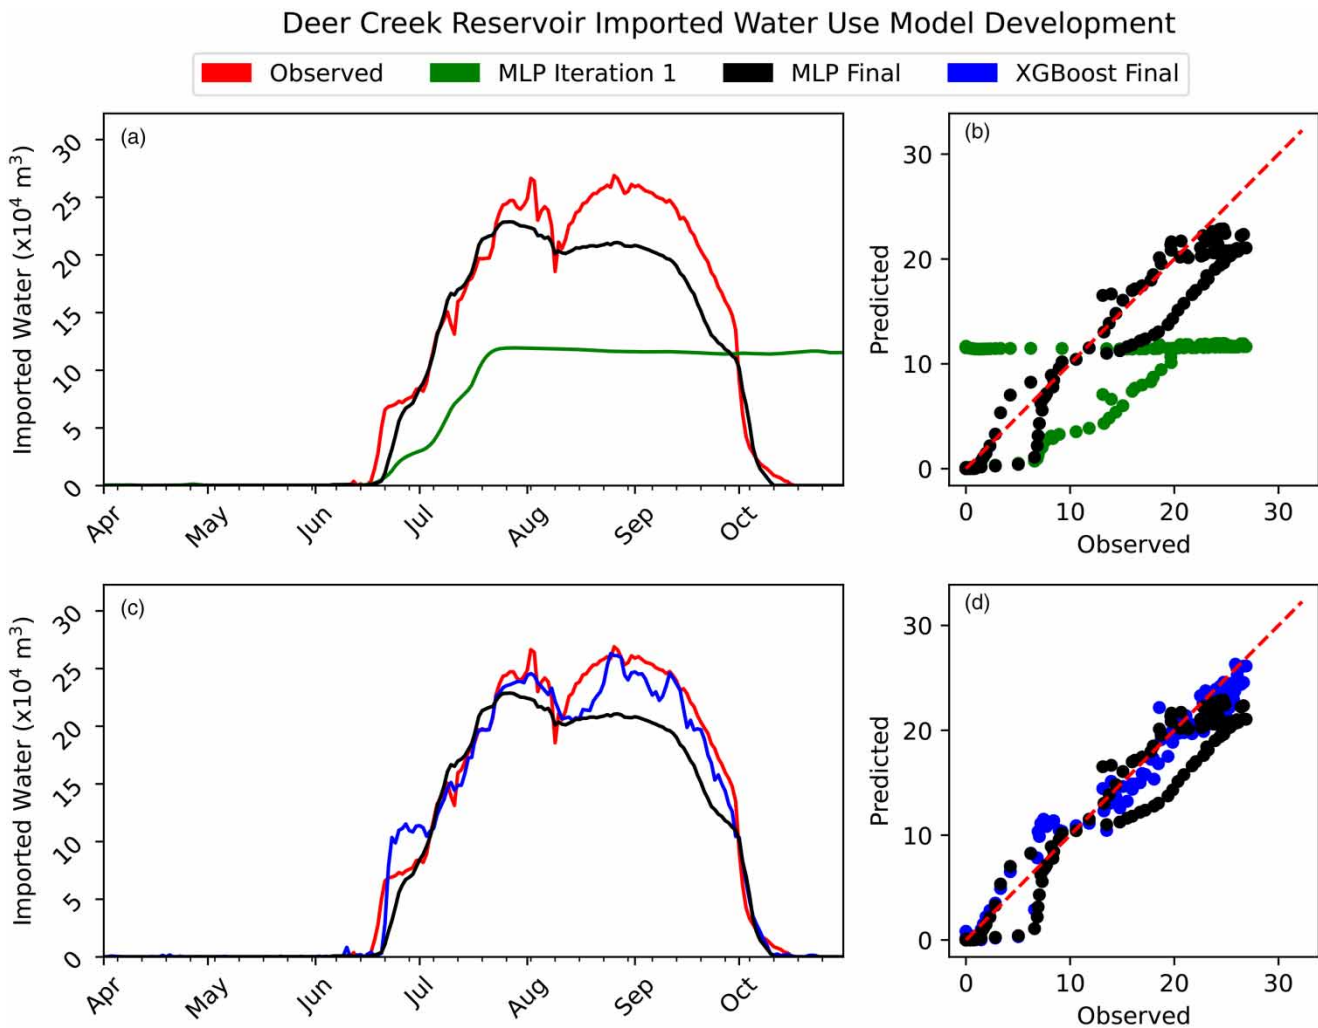 Deer Creek Reservoir Imported Water Use Model Development
Observed MLP Iteration 1 MLP Final XGBoost Final
(a)
Imported Water (x10⁴ m³)
30
25
20
15
10
5
0
Apr May Jun Jul Aug Sep Oct
(b)
Predicted
30
20
10
0
0 10 20 30
Observed
(c)
Imported Water (x10⁴ m³)
30
25
20
15
10
5
0
Apr May Jun Jul Aug Sep Oct
(d)
Predicted
30
20
10
0
0 10 20 30
Observed